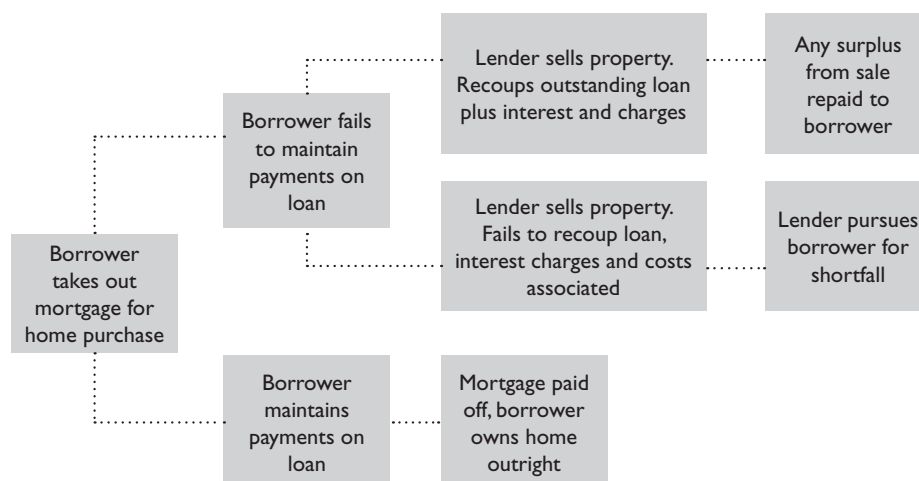 Borrower
takes out
mortgage for
home purchase
Borrower fails
to maintain
payments on
loan
Lender sells property.
Recoups outstanding loan
plus interest and charges
Any surplus
from sale
repaid to
borrower
Lender sells property.
Fails to recoup loan,
interest charges and costs
associated
Lender pursues
borrower for
shortfall
Borrower
maintains
payments on
loan
Mortgage paid
off, borrower
owns home
outright